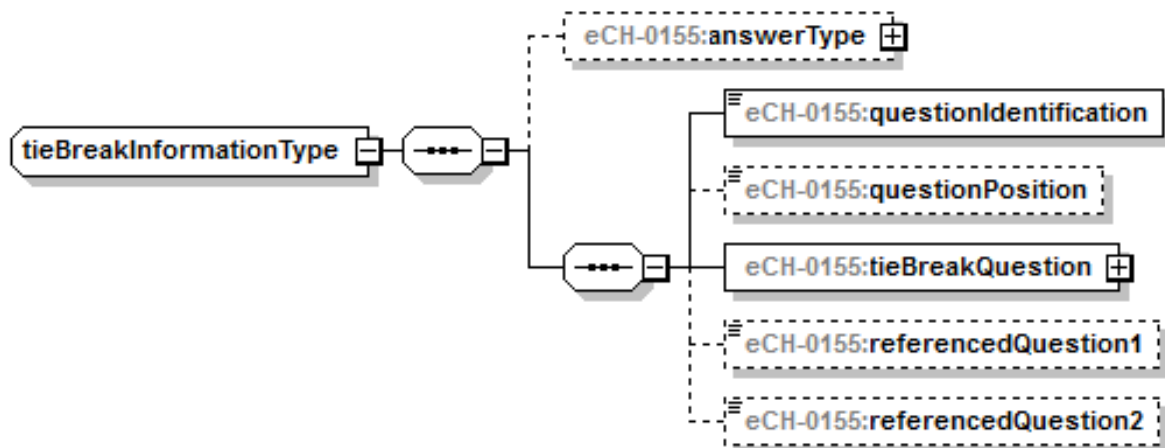 eCH-0155:answerType
eCH-0155:questionIdentification
tieBreakInformationType
eCH-0155:questionPosition
eCH-0155:tieBreakQuestion
eCH-0155:referencedQuestion1
eCH-0155:referencedQuestion2